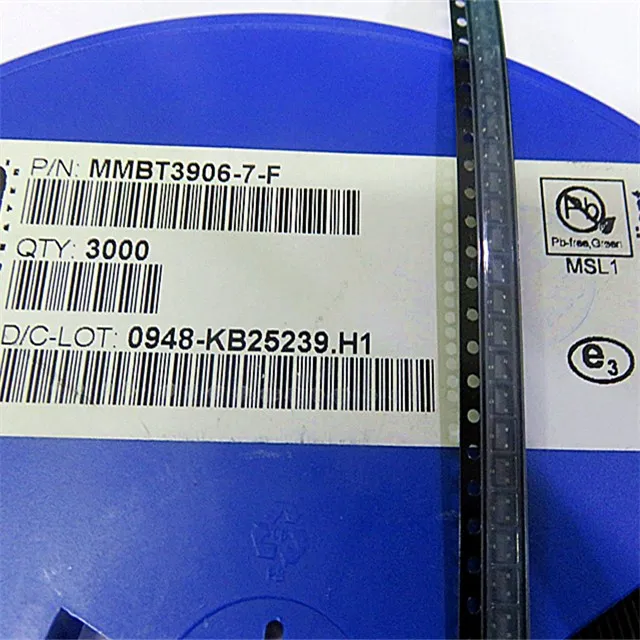 P/N: MMBT3906-7-F
QTY: 3000
D/C-LOT: 0948-KB25239.H1
Pb
Pb-free,Green
MSL1
e3